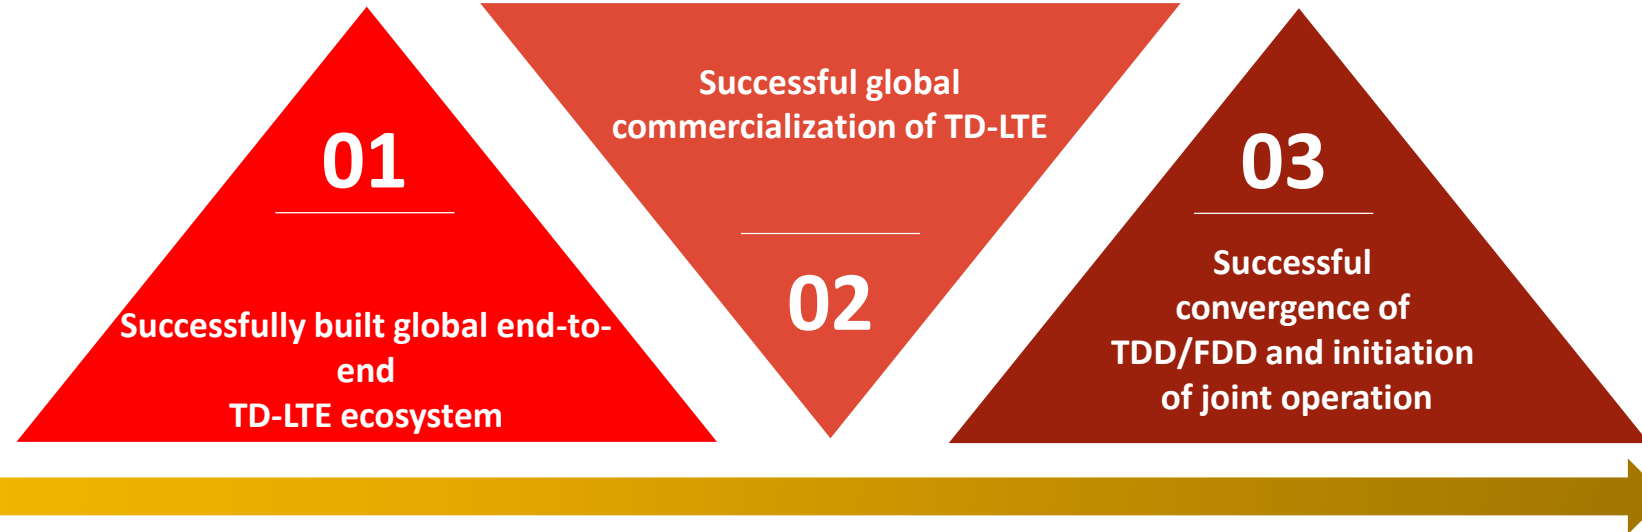 01
Successfully built global end-to-
end
TD-LTE ecosystem
Successful global
commercialization of TD-LTE
02
03
Successful
convergence of
TDD/FDD and initiation
of joint operation